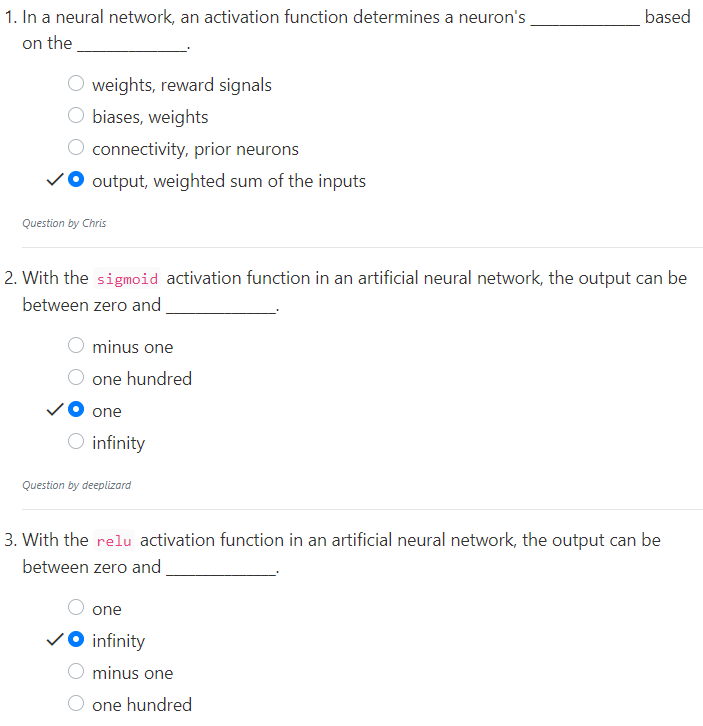 1. In a neural network, an activation function determines a neuron's _______________ based
on the _______________.
weights, reward signals
biases, weights
connectivity, prior neurons
output, weighted sum of the inputs
Question by Chris
2. With the sigmoid activation function in an artificial neural network, the output can be
between zero and _______________.
minus one
one hundred
one
infinity
Question by deeplizard
3. With the relu activation function in an artificial neural network, the output can be
between zero and _______________.
one
infinity
minus one
one hundred